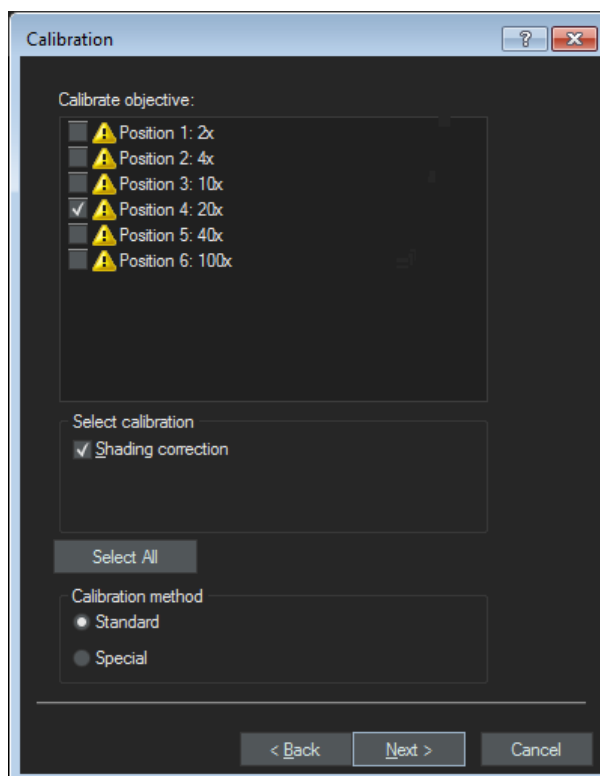 Calibration
?
Calibrate objective:
Position 1: 2x
Position 2: 4x
Position 3: 10x
Position 4: 20x
Position 5: 40x
Position 6: 100x
Select calibration
Shading correction
Select All
Calibration method
Standard
Special
< Back Next > Cancel